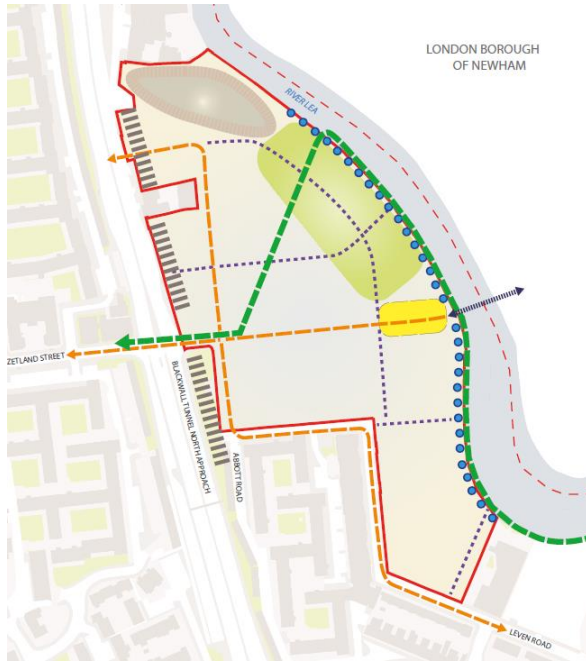 LONDON BOROUGH
OF NEWHAM
RIVER LEA
ZETLAND STREET
BLACKWALL TUNNEL NORTH APPROACH
ABBOTT ROAD
LEVEN ROAD